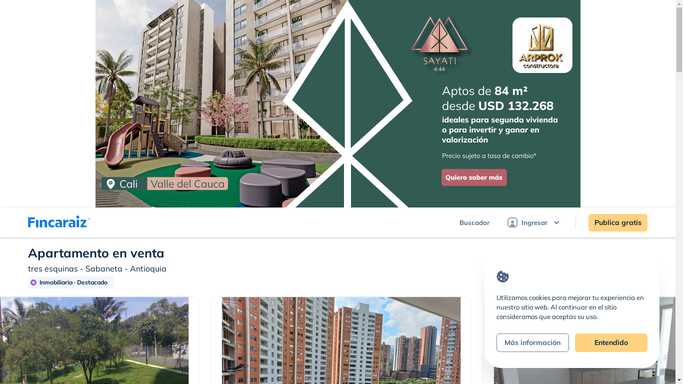 SAYATI
4:44
ARPROK
constructora
Aptos de 84 m²
desde USD 132.268
ideales para segunda vivienda
o para invertir y ganar en
valorización
Precio sujeto a tasa de cambio*
Quiero saber más
Cali Valle del Cauca
Fincaraíz
Buscador Ingresar Publica gratis
Apartamento en venta
tres esquinas - Sabaneta - Antioquia
Inmobiliaria - Destacado
Utilizamos cookies para mejorar tu experiencia en
nuestro sitio web. Al continuar en el sitio
consideramos que aceptas su uso.
Más información Entendido